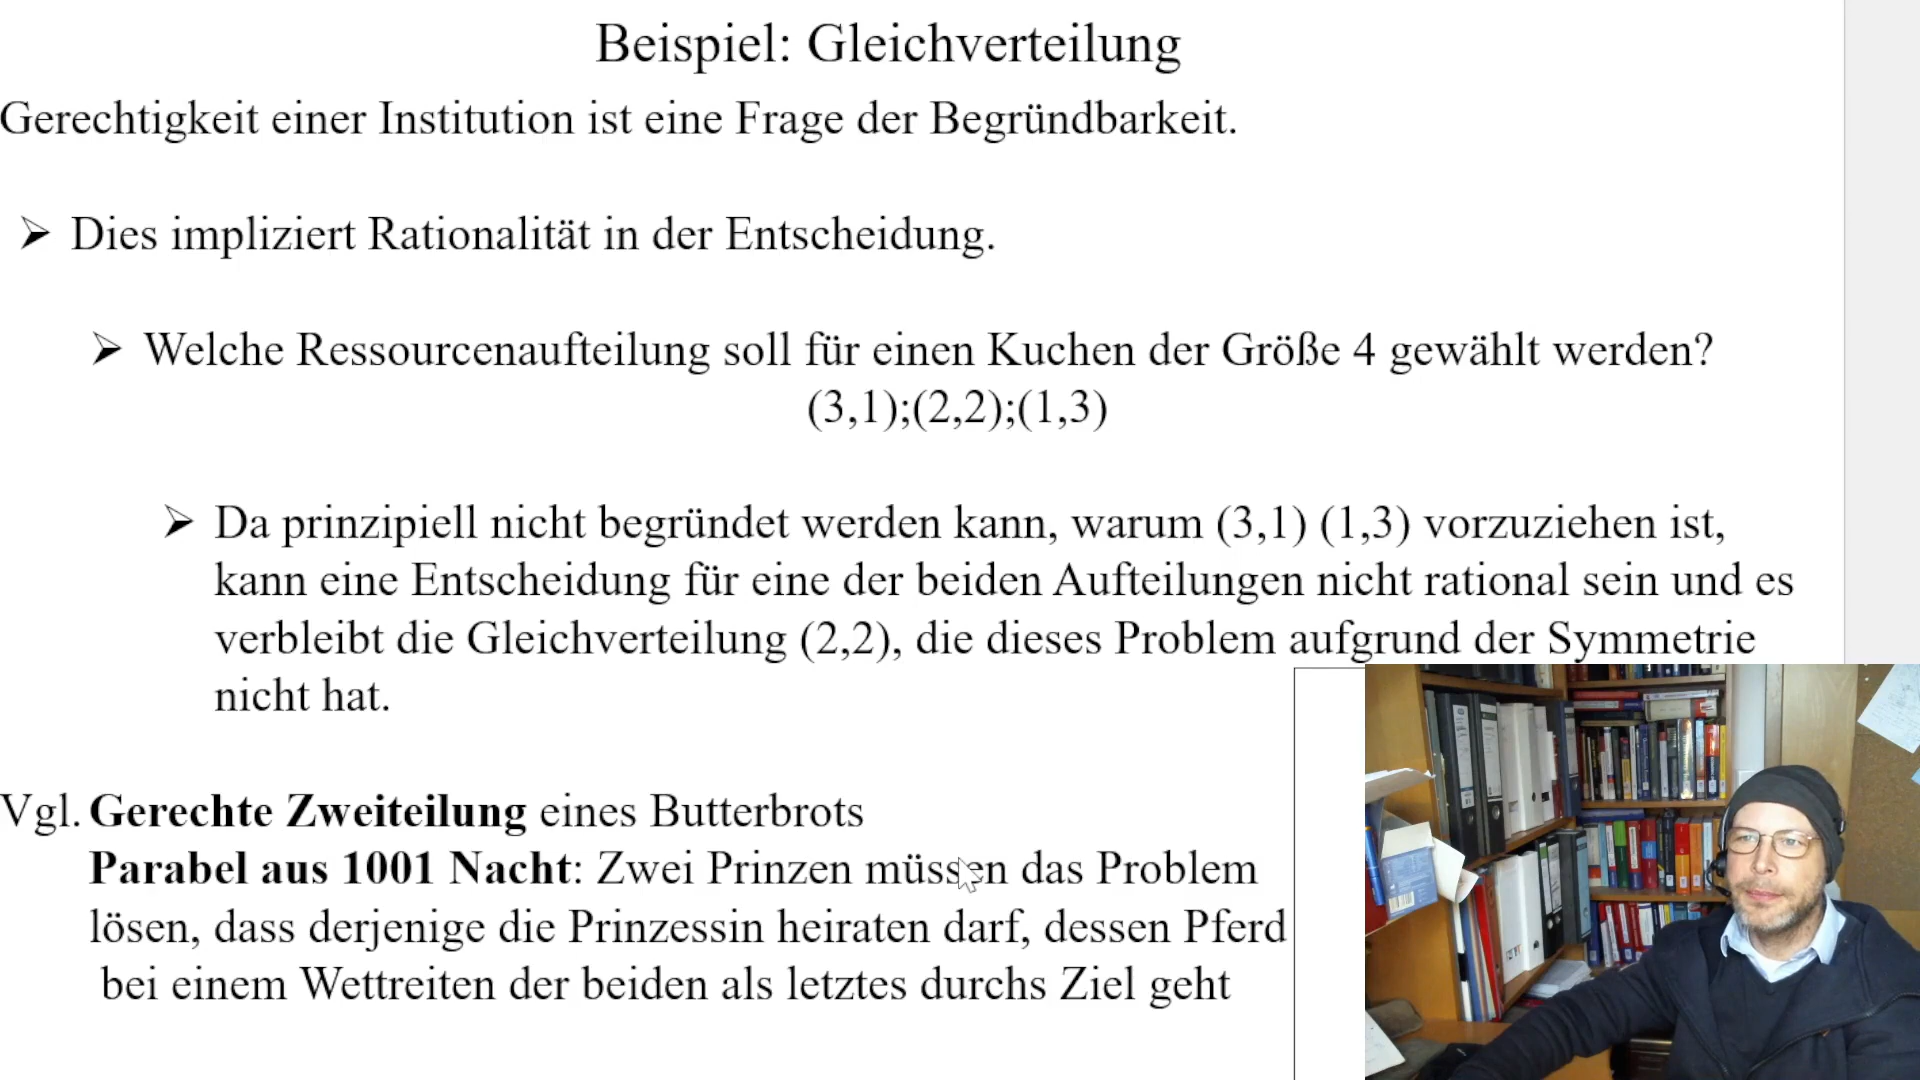 Beispiel: Gleichverteilung
Gerechtigkeit einer Institution ist eine Frage der Begründbarkeit.
➢ Dies impliziert Rationalität in der Entscheidung.
➢ Welche Ressourcenaufteilung soll für einen Kuchen der Größe 4 gewählt werden?
(3,1);(2,2);(1,3)
➢ Da prinzipiell nicht begründet werden kann, warum (3,1) (1,3) vorzuziehen ist,
kann eine Entscheidung für eine der beiden Aufteilungen nicht rational sein und es
verbleibt die Gleichverteilung (2,2), die dieses Problem aufgrund der Symmetrie
nicht hat.
Vgl. Gerechte Zweiteilung eines Butterbrots
Parabel aus 1001 Nacht: Zwei Prinzen müssen das Problem
lösen, dass derjenige die Prinzessin heiraten darf, dessen Pferd
bei einem Wettreiten der beiden als letztes durchs Ziel geht